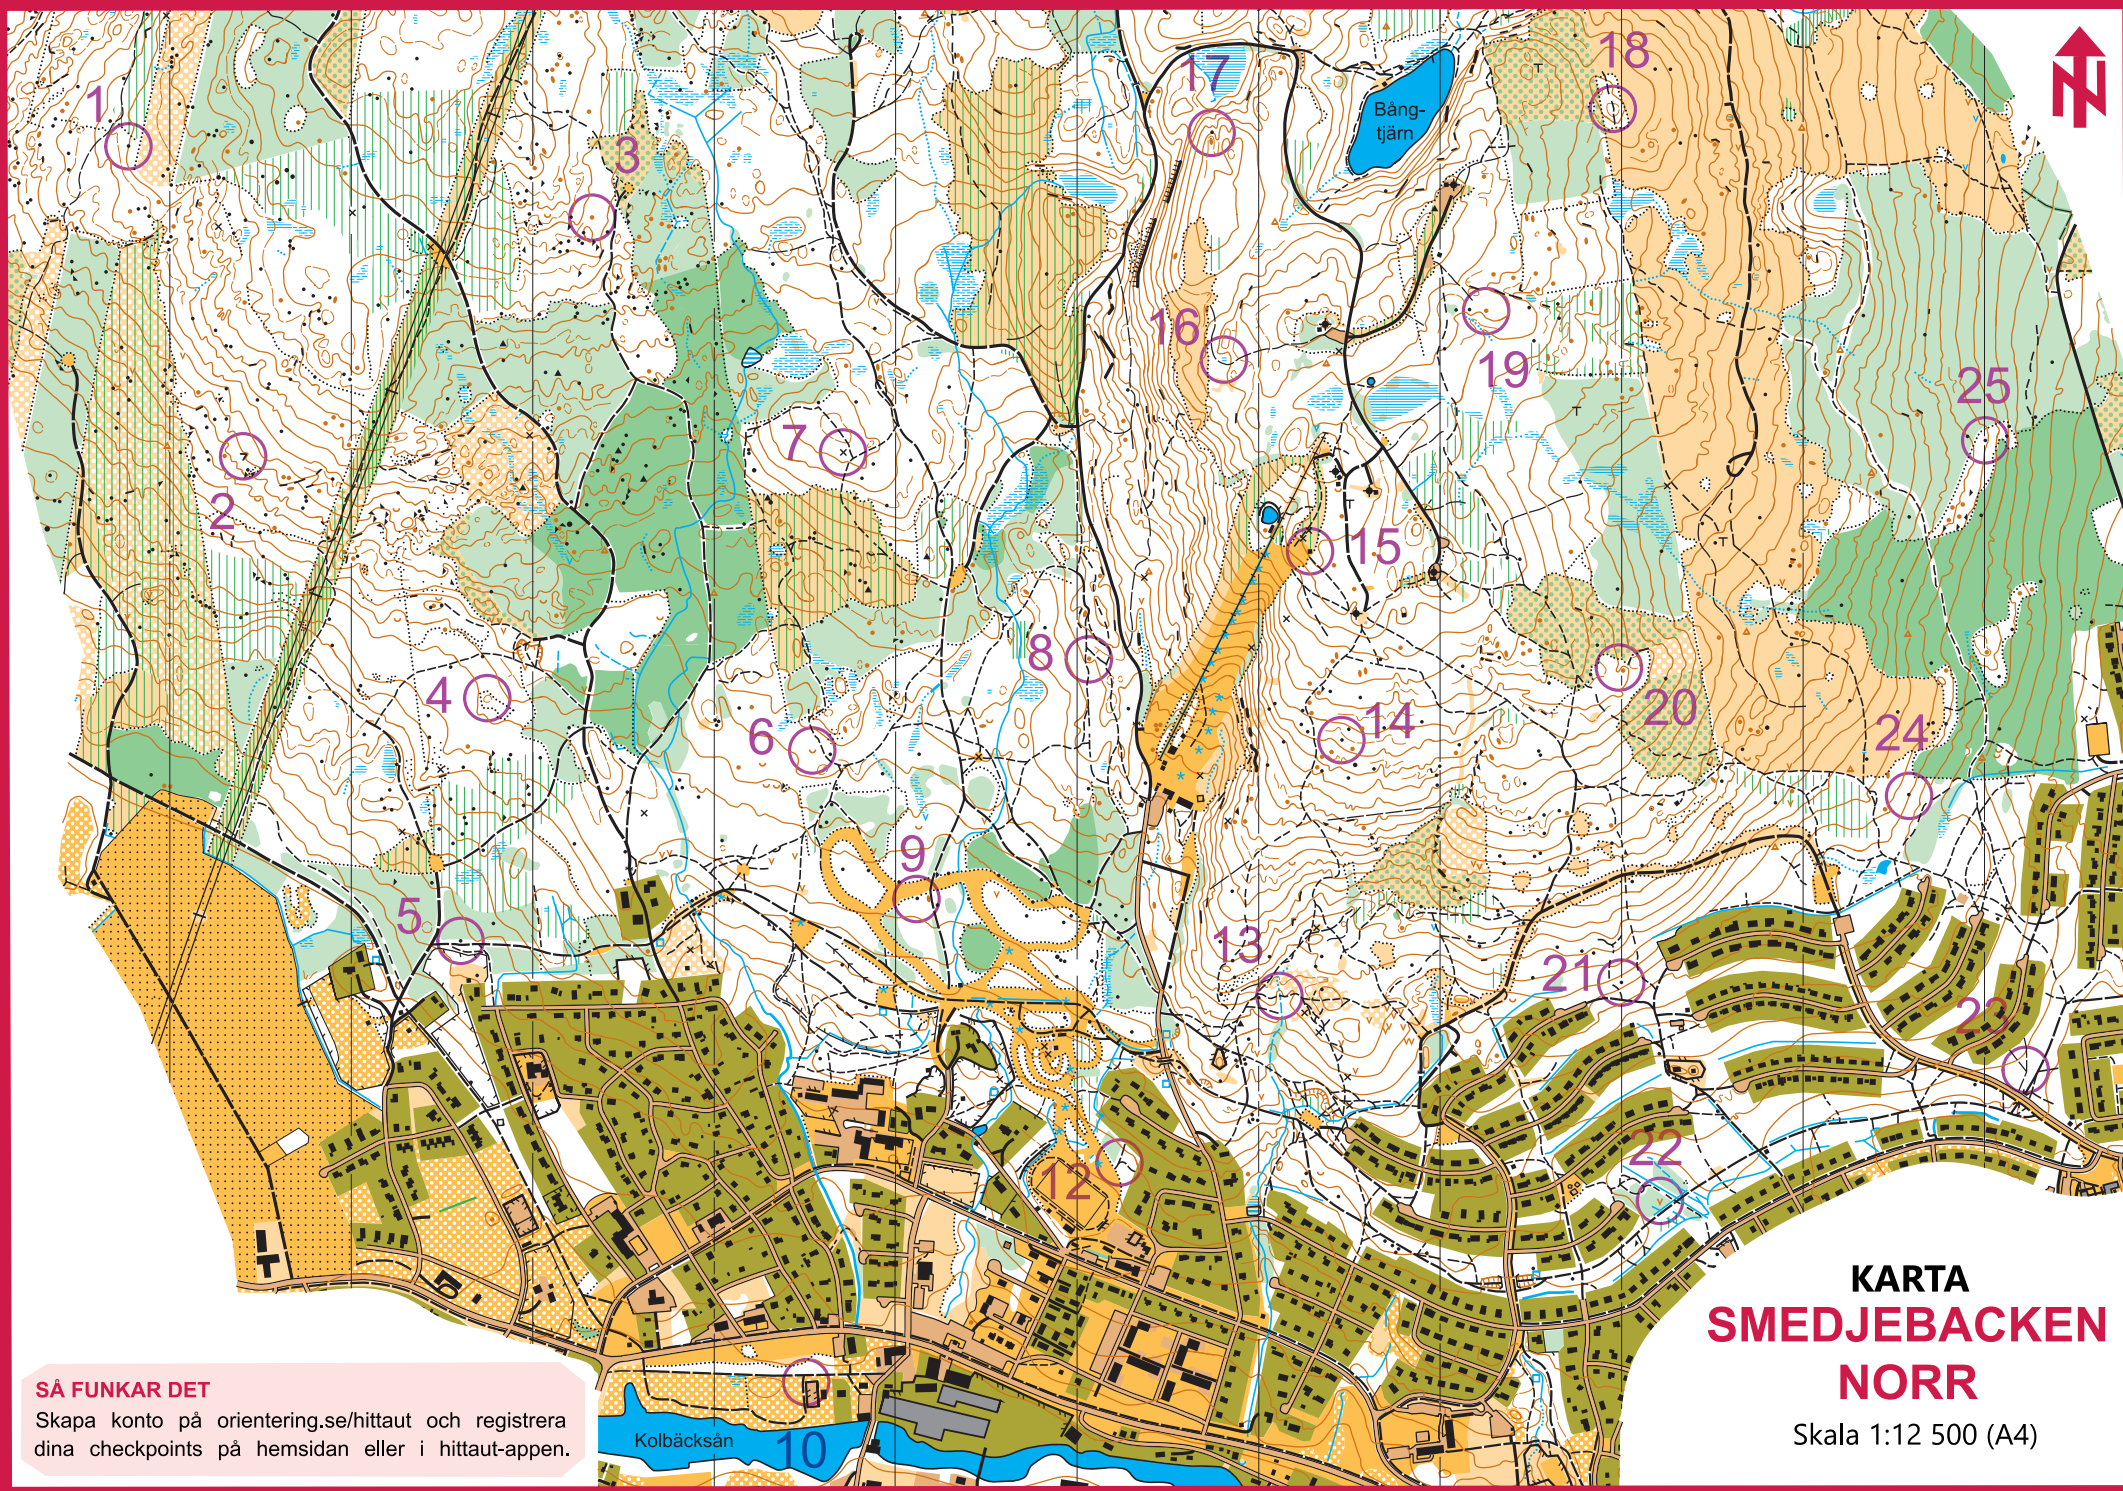 17
18
1
Bång-
tjärn
3
16
19
25
7
2
15
8
4
14
20
6
24
9
5
13
21
23
22
12
KARTA
SMEDJEBACKEN
NORR
Skala 1:12 500 (A4)
SÅ FUNKAR DET
Skapa konto på orientering.se/hittaut och registrera
dina checkpoints på hemsidan eller i hittaut-appen.
Kolbäcksån
10